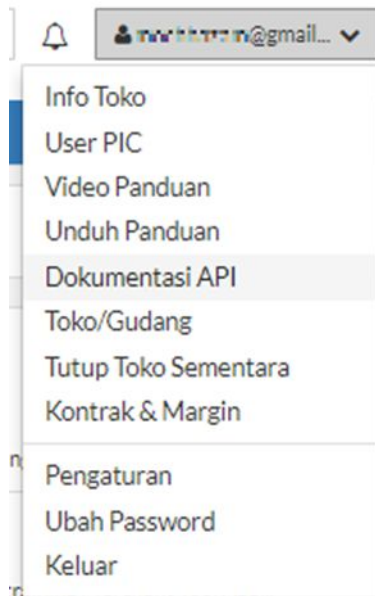 @gmail...
Info Toko
User PIC
Video Panduan
Unduh Panduan
Dokumentasi API
Toko/Gudang
Tutup Toko Sementara
Kontrak & Margin
Pengaturan
Ubah Password
Keluar